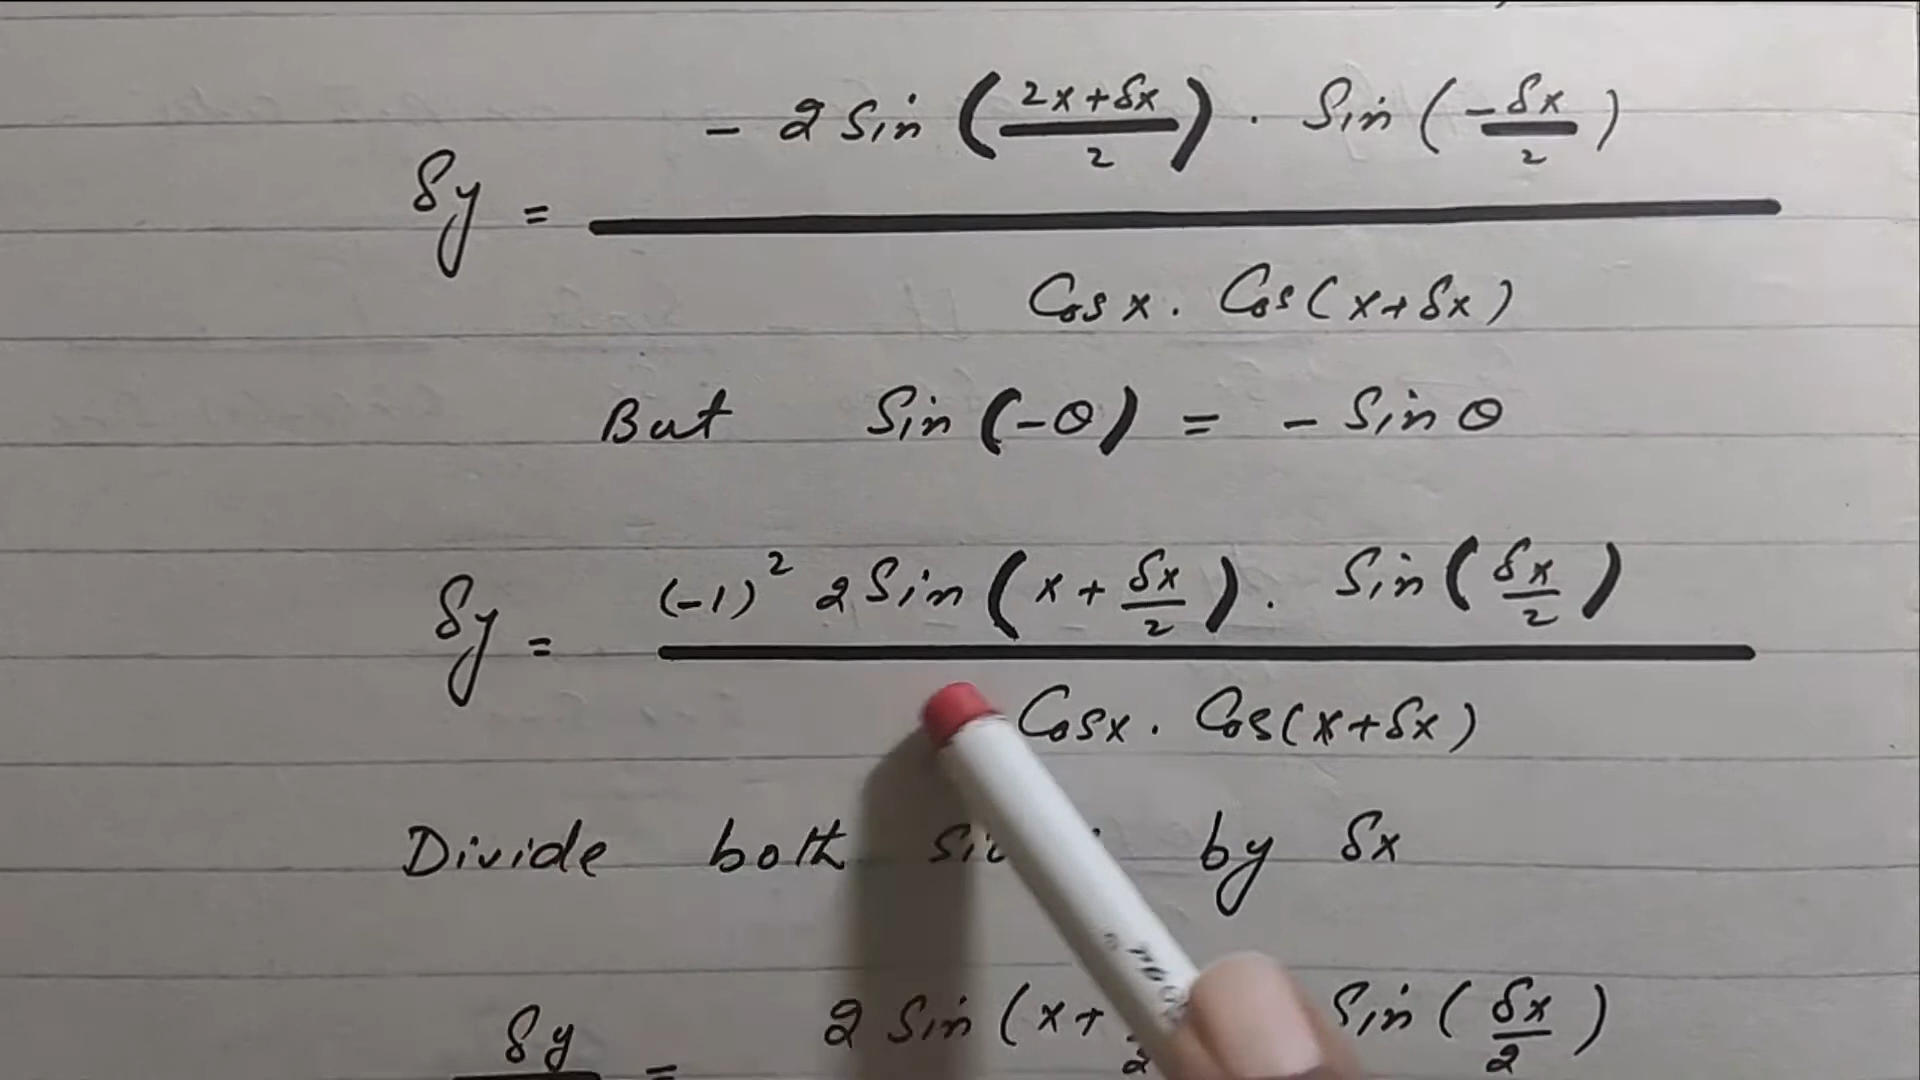 δy = - 2 Sin ( (2x+δx)/2 ) . Sin ( -δx/2 ) / Cos x . Cos(x+δx)
But Sin (-θ) = - Sin θ
δy = (-1)² 2 Sin ( x + δx/2 ) . Sin ( δx/2 ) / Cos x . Cos(x+δx)
Divide both by δx
δy = 2 Sin ( x + Sin ( δx/2 )